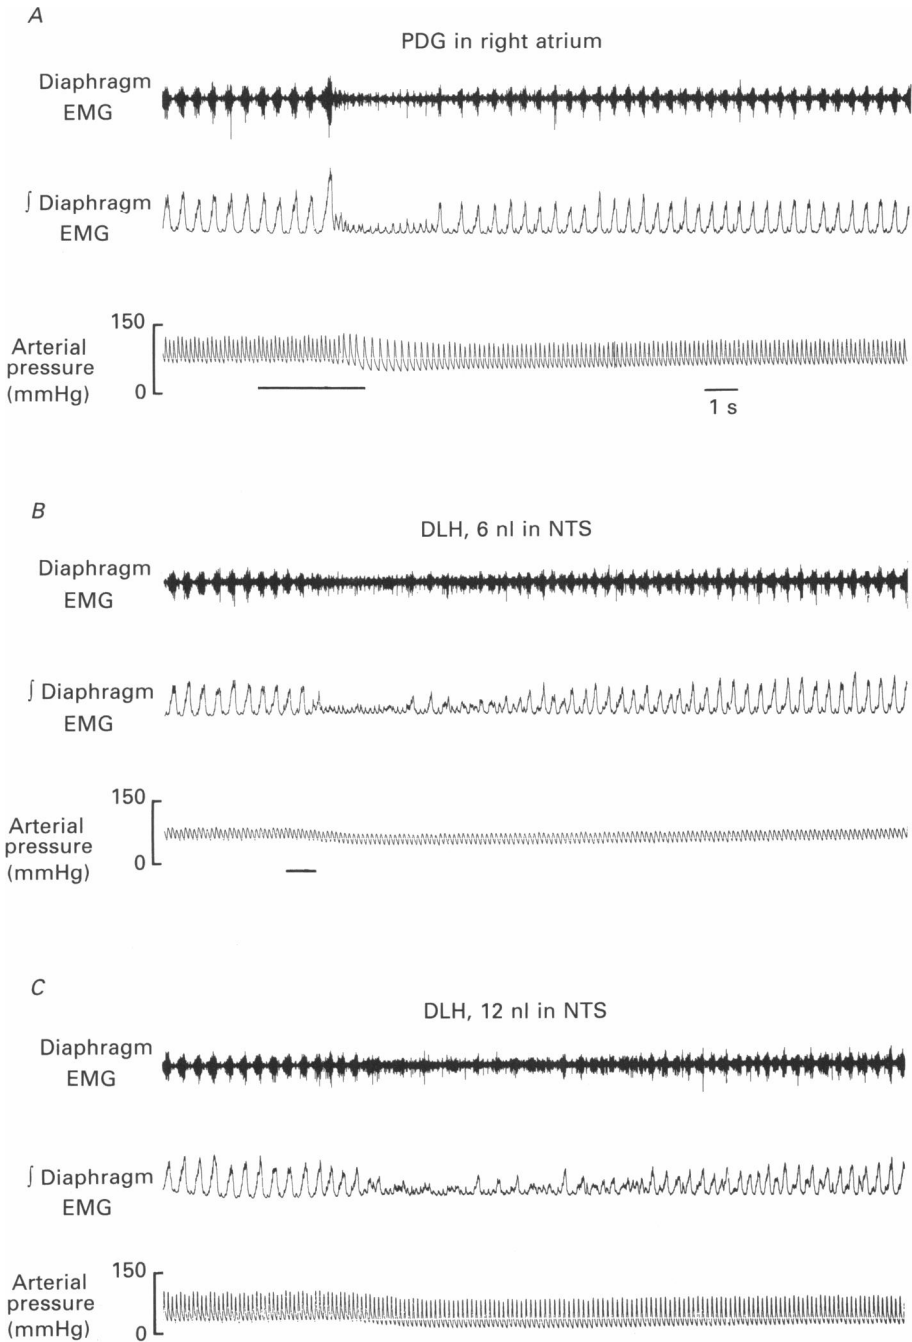 A
PDG in right atrium
Diaphragm
EMG
∫ Diaphragm
EMG
150
Arterial
pressure
(mmHg)
0
1 s
B
DLH, 6 nl in NTS
Diaphragm
EMG
∫ Diaphragm
EMG
150
Arterial
pressure
(mmHg)
0
C
DLH, 12 nl in NTS
Diaphragm
EMG
∫ Diaphragm
EMG
150
Arterial
pressure
(mmHg)
0